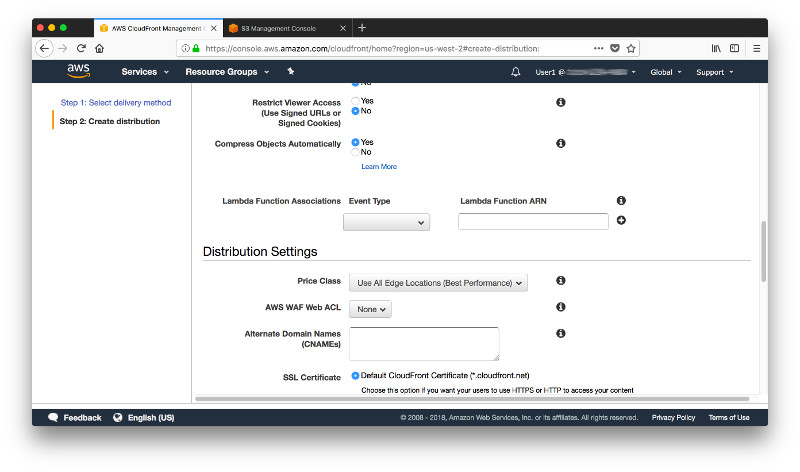 AWS CloudFront Management C
S3 Management Console
https://console.aws.amazon.com/cloudfront/home?region=us-west-2#create-distribution:
aws
Services
Resource Groups
User1 @
Global
Support
Step 1: Select delivery method
Step 2: Create distribution
No
Restrict Viewer Access
(Use Signed URLs or
Signed Cookies)
Yes
No
Compress Objects Automatically
Yes
No
Learn More
Lambda Function Associations
Event Type
Lambda Function ARN
Distribution Settings
Price Class
Use All Edge Locations (Best Performance)
AWS WAF Web ACL
None
Alternate Domain Names
(CNAMEs)
SSL Certificate
Default CloudFront Certificate (*.cloudfront.net)
Choose this option if you want your users to use HTTPS or HTTP to access your content
Feedback
English (US)
© 2008 - 2018, Amazon Web Services, Inc. or its affiliates. All rights reserved.
Privacy Policy
Terms of Use